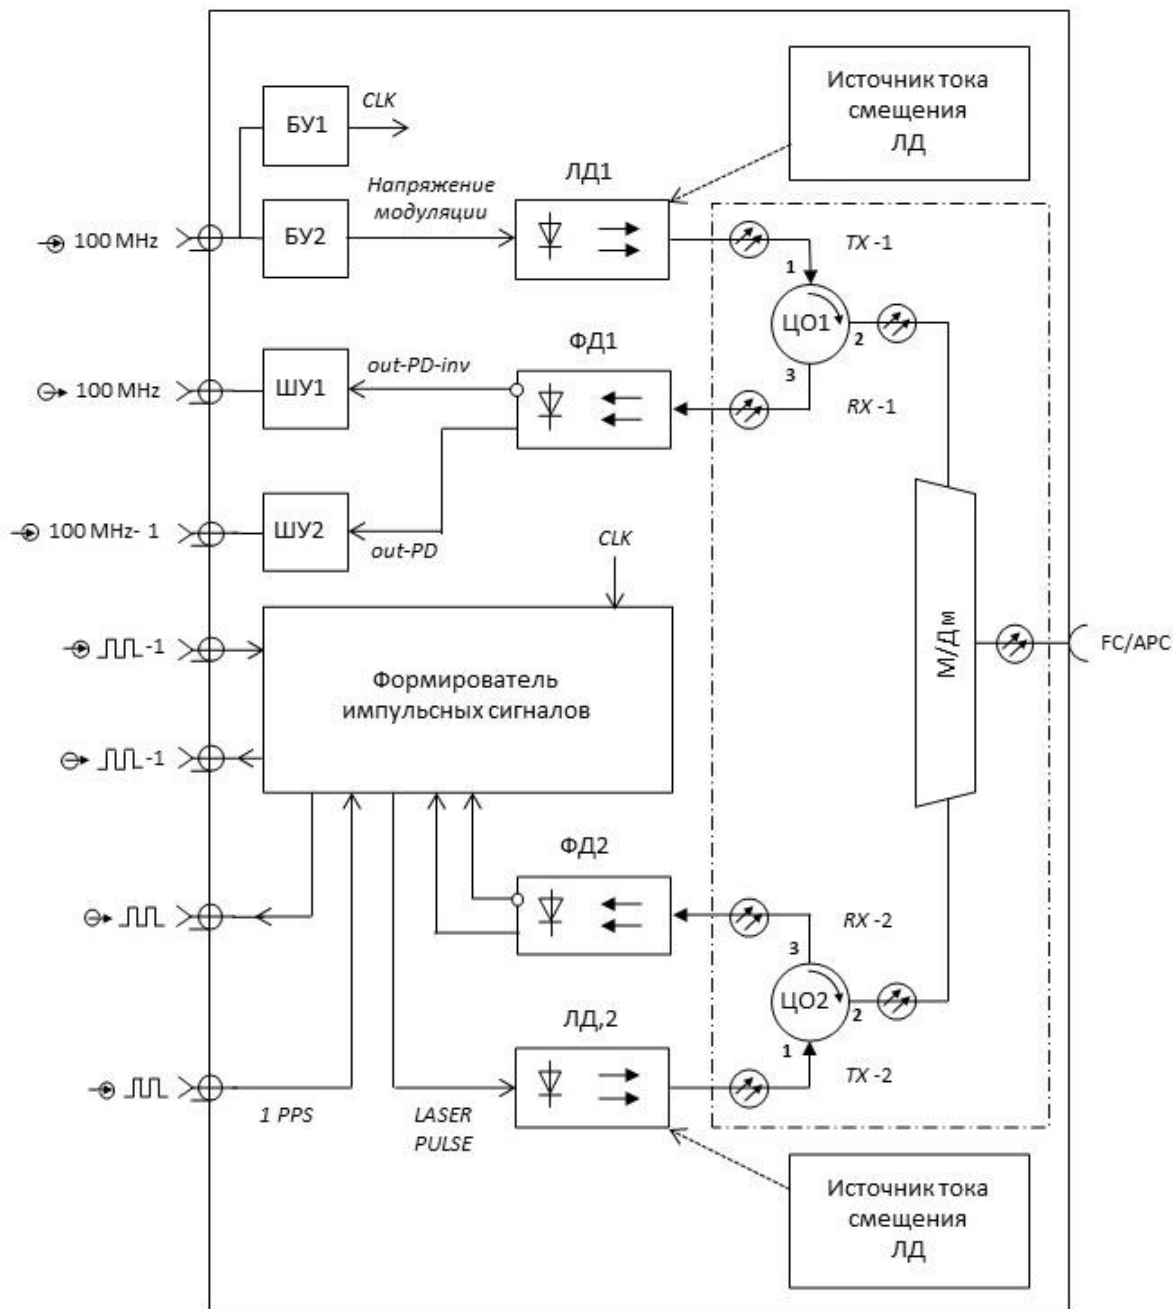 Источник тока
смещения
ЛД
CLK
БУ1
ЛД1
Напряжение
модуляции
100 MHz
БУ2
TX -1
1
ЦО1
2
3
ФД1
out-PD-inv
100 MHz
ШУ1
RX -1
100 MHz- 1
ШУ2
out-PD
CLK
-1
Формирователь
импульсных сигналов
М/Дм
FC/APC
-1
ФД2
RX -2
3
ЦО2
2
1
ЛД,2
TX -2
1 PPS
LASER
PULSE
Источник тока
смещения
ЛД